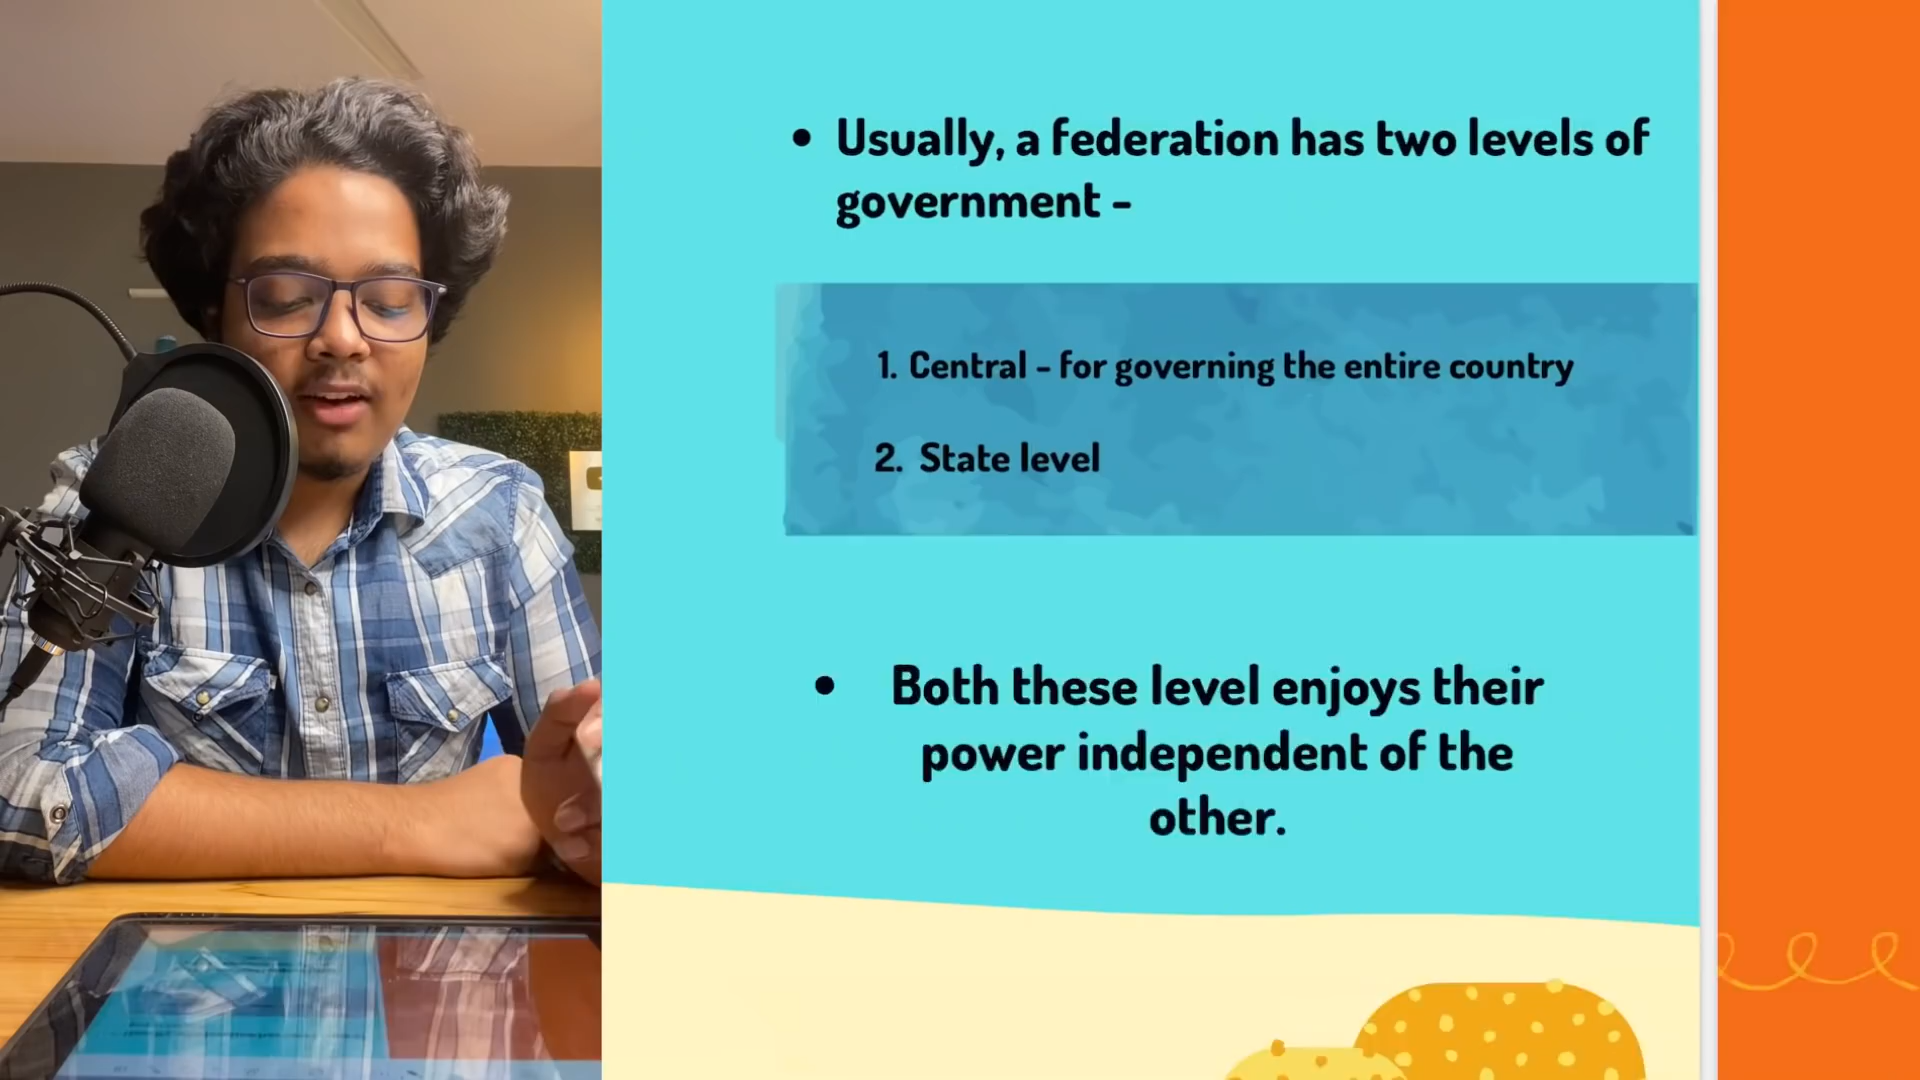 • Usually, a federation has two levels of
government -
1. Central - for governing the entire country
2. State level
• Both these level enjoys their
power independent of the
other.